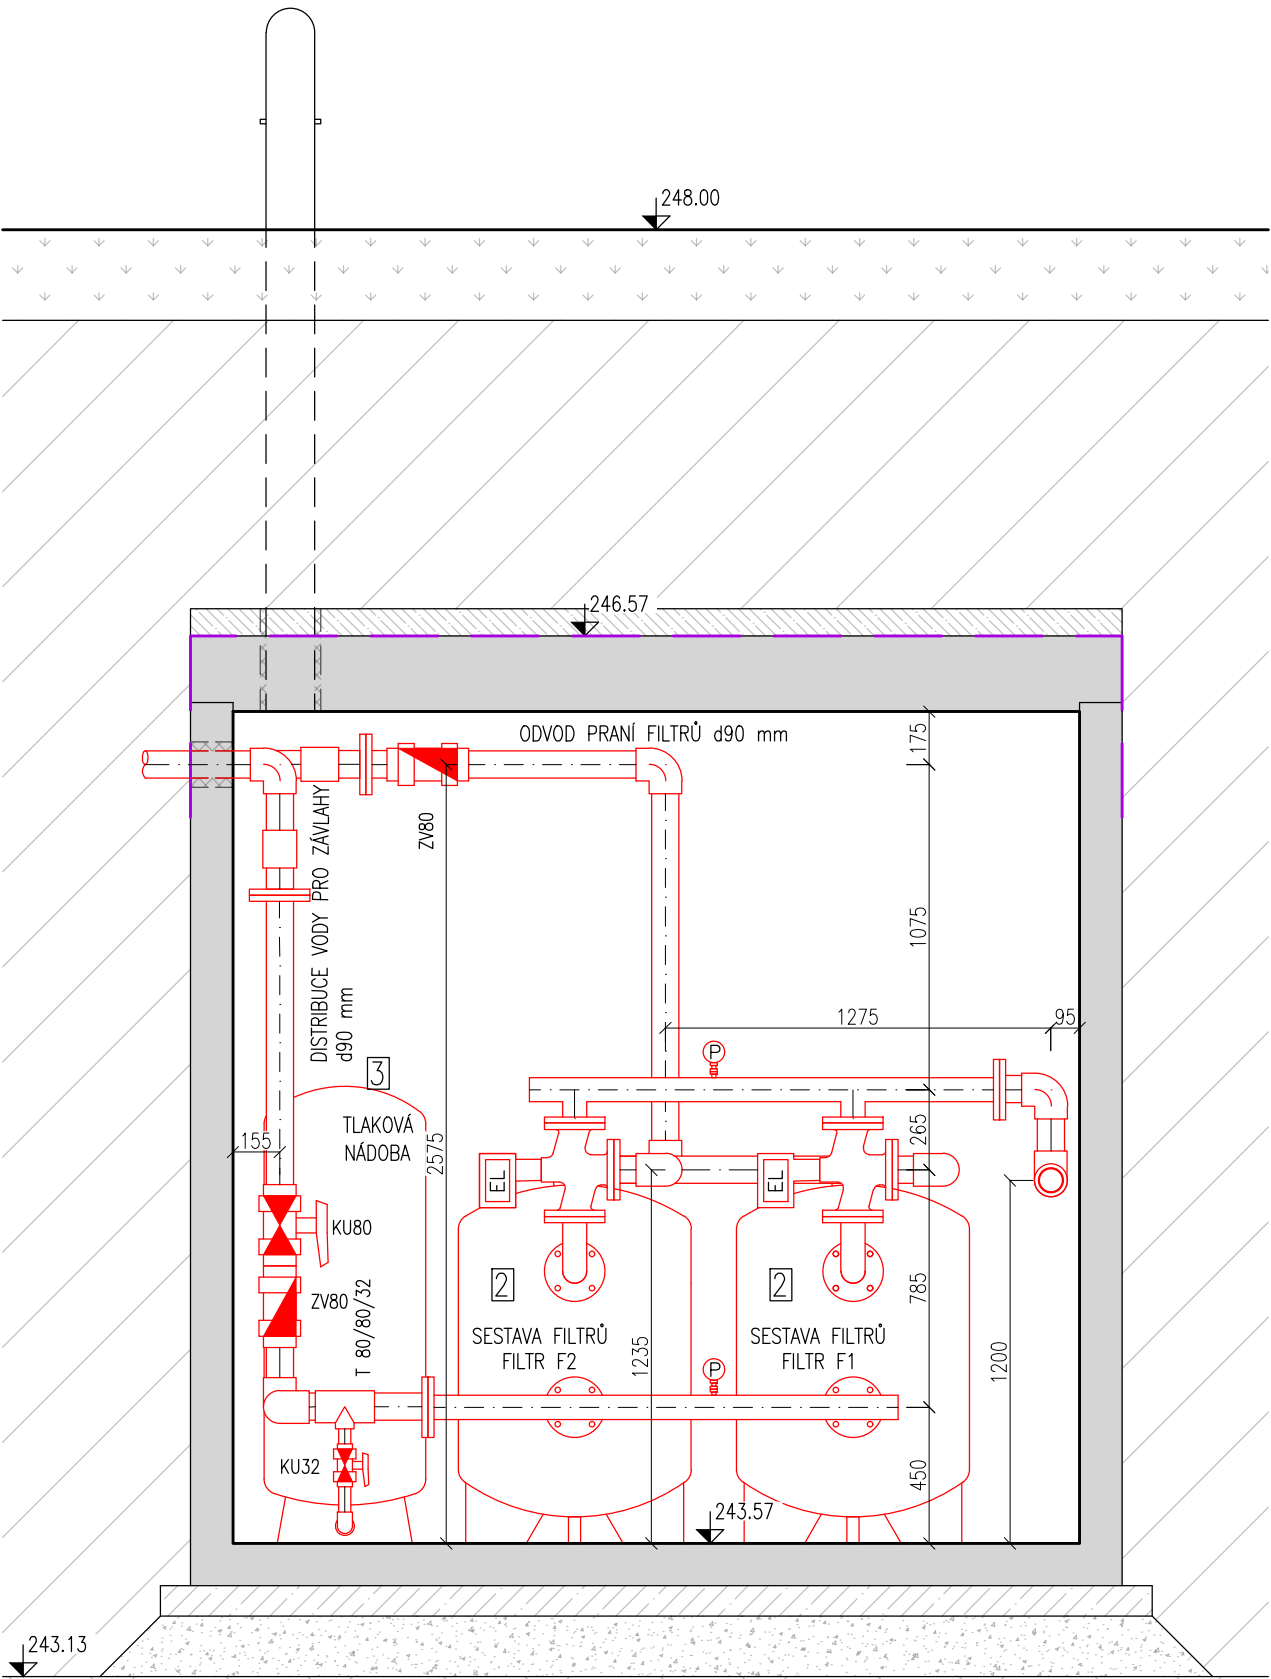 248.00
246.57
ODVOD PRANÍ FILTRŮ d90 mm
175
ZV80
DISTRIBUCE VODY PRO ZÁVLAHY
d90 mm
1075
1275
95
P
3
TLAKOVÁ
NÁDOBA
155
2575
265
EL
EL
KU80
2
2
785
ZV80
T 80/80/32
SESTAVA FILTRŮ
FILTR F2
1235
SESTAVA FILTRŮ
FILTR F1
1200
P
KU32
450
243.57
243.13